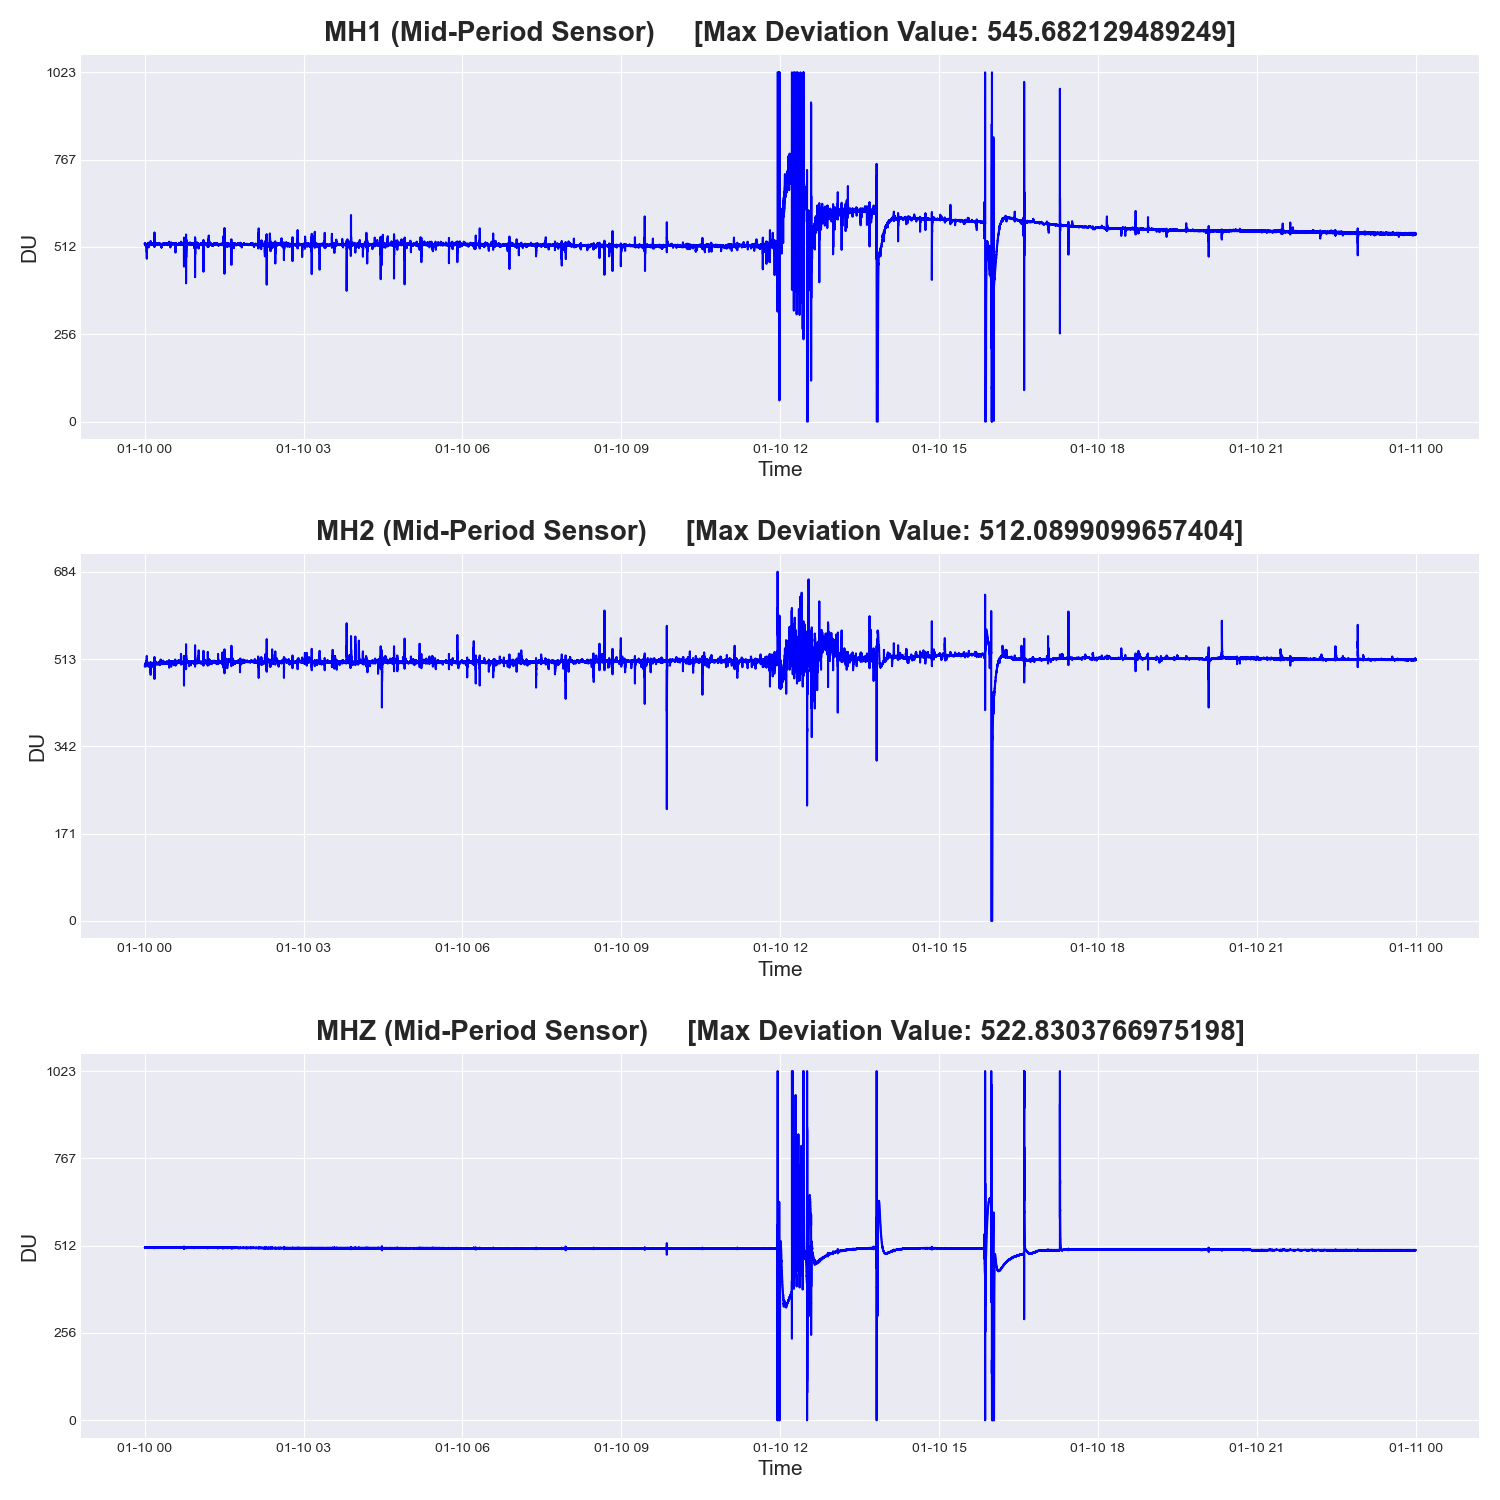 MH1 (Mid-Period Sensor) [Max Deviation Value: 545.682129489249]
1023
767
512
256
0
DU
01-10 00 01-10 03 01-10 06 01-10 09 01-10 12 01-10 15 01-10 18 01-10 21 01-11 00
Time
MH2 (Mid-Period Sensor) [Max Deviation Value: 512.0899099657404]
684
513
342
171
0
DU
01-10 00 01-10 03 01-10 06 01-10 09 01-10 12 01-10 15 01-10 18 01-10 21 01-11 00
Time
MHZ (Mid-Period Sensor) [Max Deviation Value: 522.8303766975198]
1023
767
512
256
0
DU
01-10 00 01-10 03 01-10 06 01-10 09 01-10 12 01-10 15 01-10 18 01-10 21 01-11 00
Time